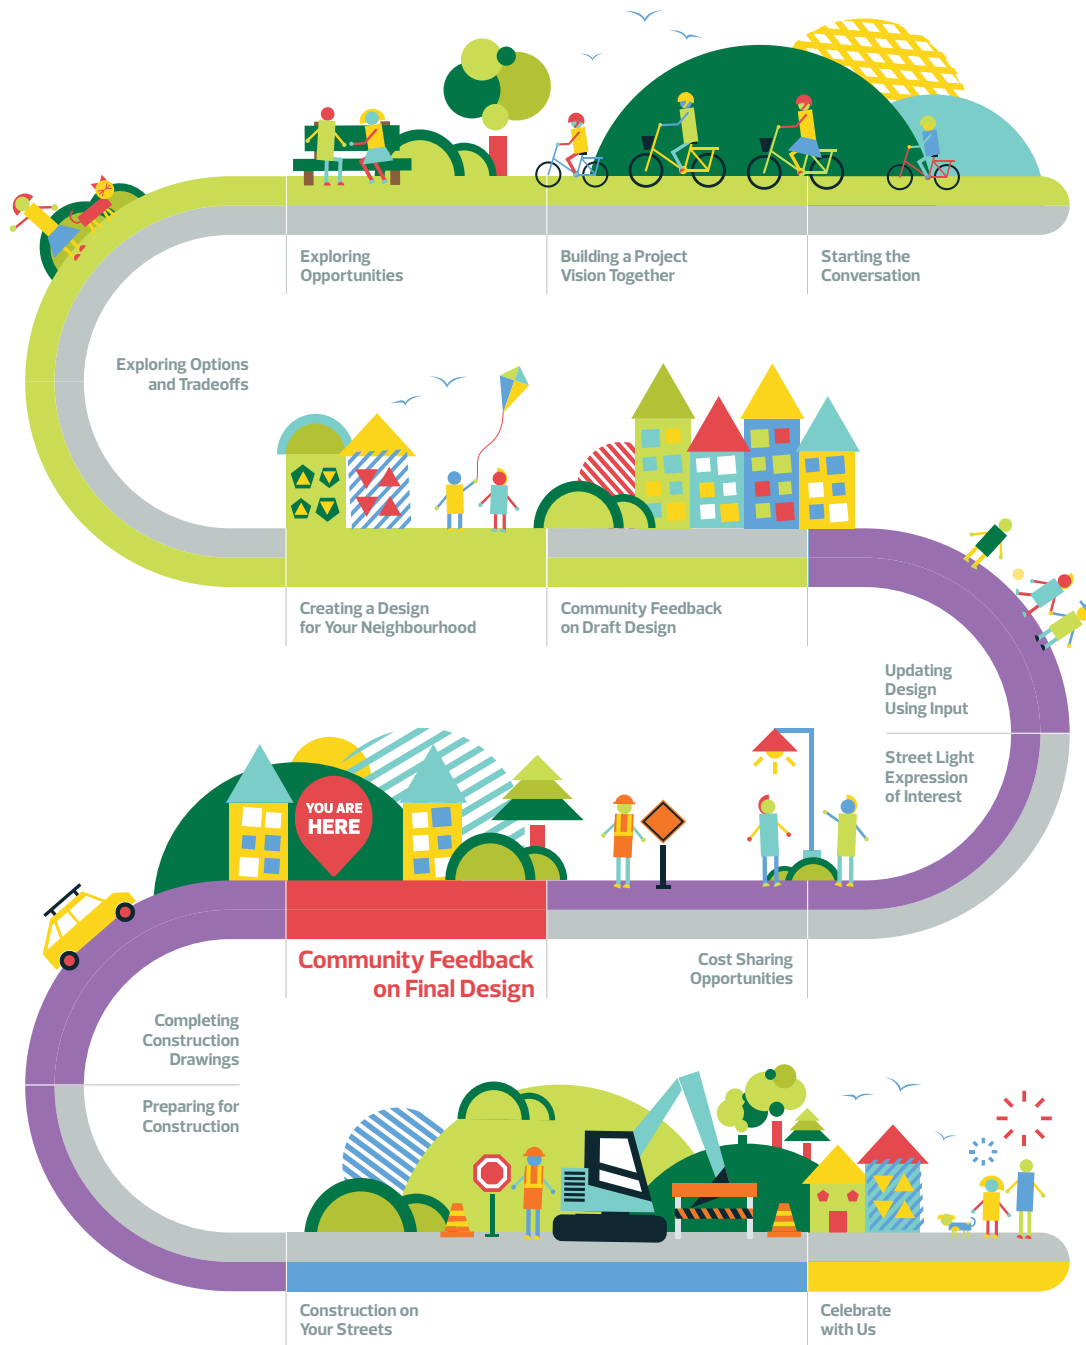 Exploring
Opportunities
Building a Project
Vision Together
Starting the
Conversation
Exploring Options
and Tradeoffs
Creating a Design
for Your Neighbourhood
Community Feedback
on Draft Design
Updating
Design
Using Input
Street Light
Expression
of Interest
YOU ARE
HERE
Community Feedback
on Final Design
Cost Sharing
Opportunities
Completing
Construction
Drawings
Preparing for
Construction
Construction on
Your Streets
Celebrate
with Us